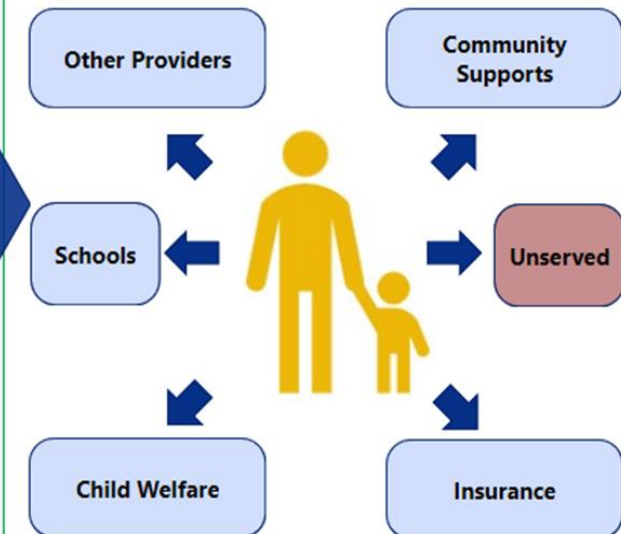 Other Providers
Community
Supports
Schools
Unserved
Child Welfare
Insurance